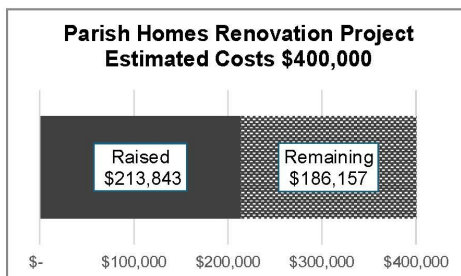 Parish Homes Renovation Project
Estimated Costs $400,000
Raised
$213,843
Remaining
$186,157
$- $100,000 $200,000 $300,000 $400,000